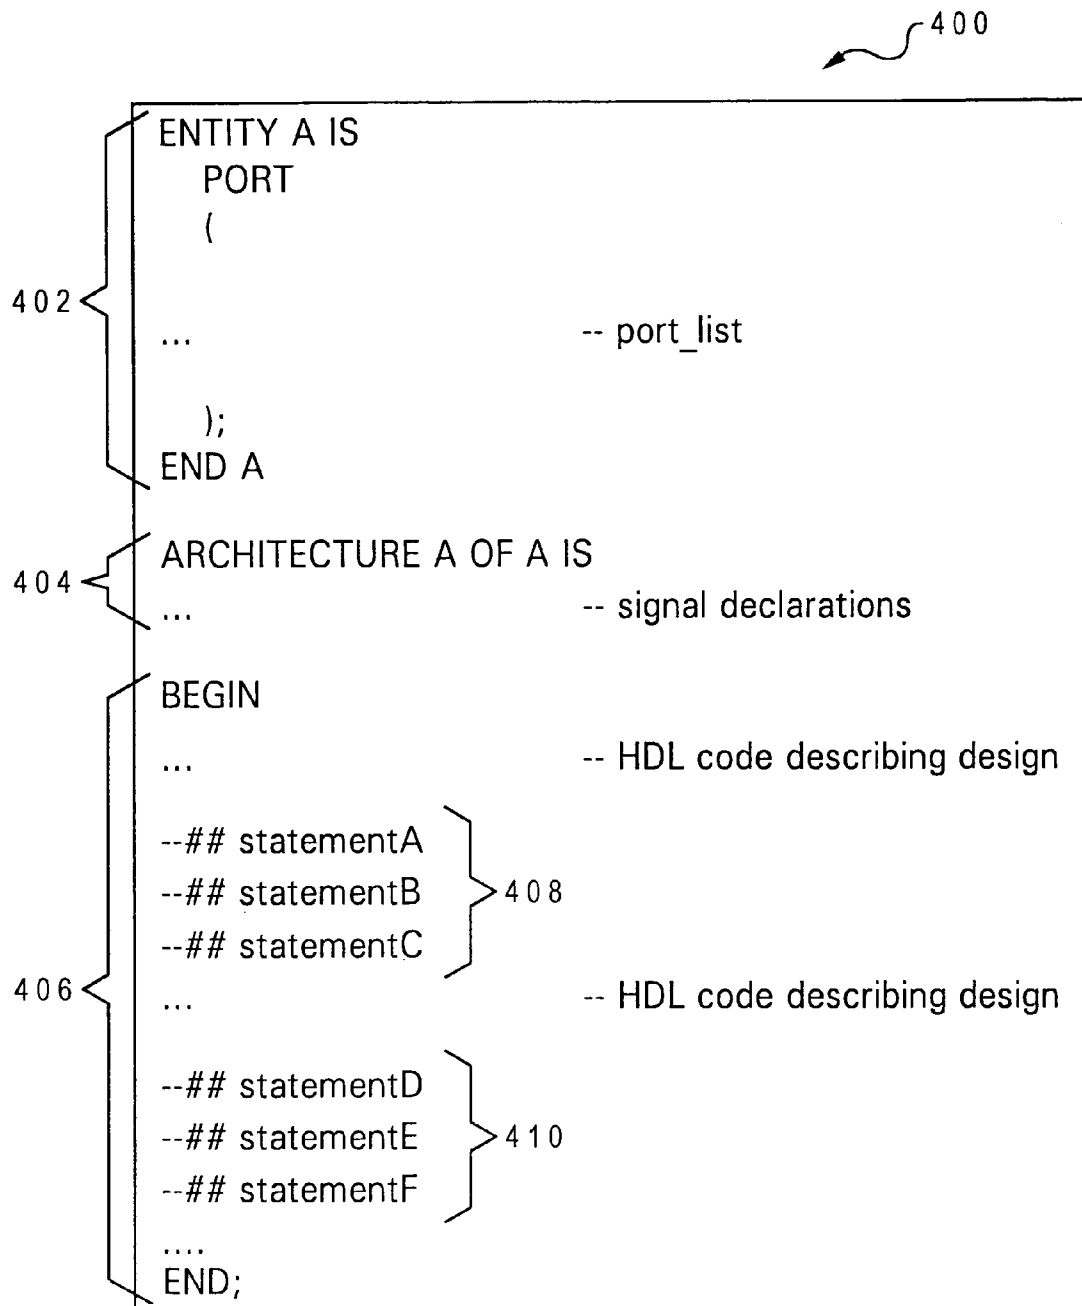 400
ENTITY A IS
PORT
(
402
... -- port_list
);
END A
ARCHITECTURE A OF A IS
404
... -- signal declarations
BEGIN
... -- HDL code describing design
--## statementA
--## statementB 408
--## statementC
406
... -- HDL code describing design
--## statementD
--## statementE 410
--## statementF
....
END;